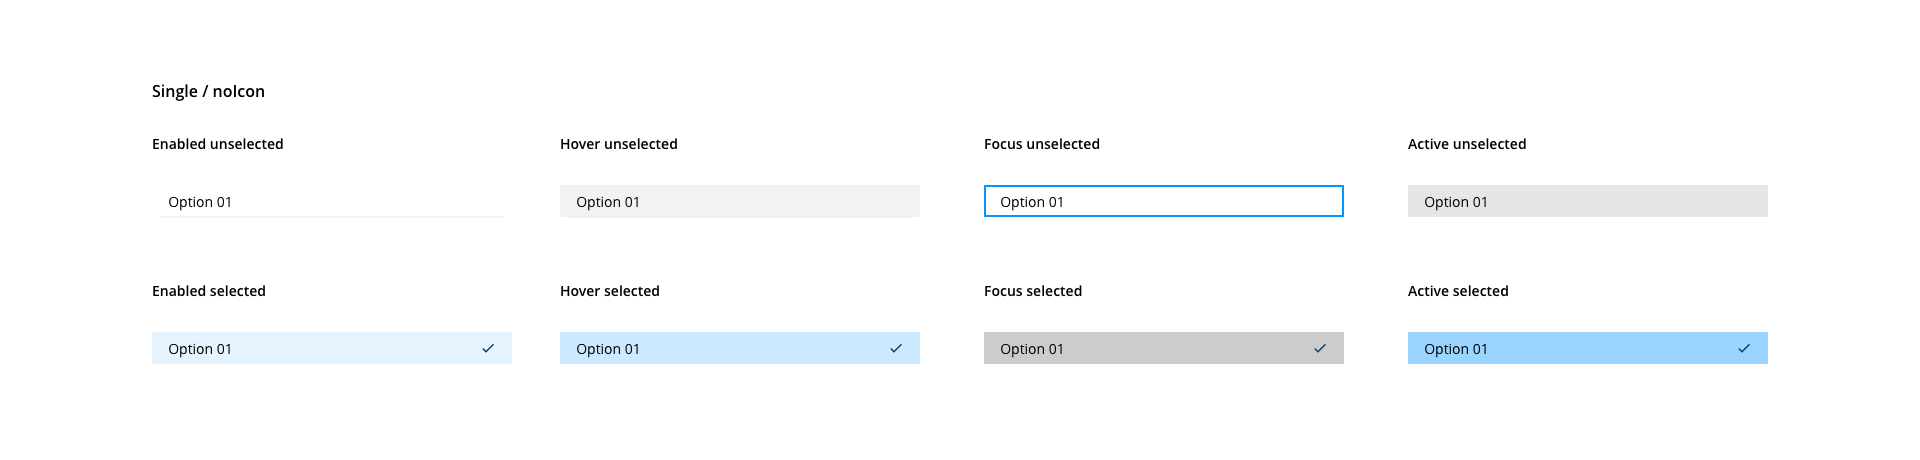 Single / noIcon
Enabled unselected
Hover unselected
Focus unselected
Active unselected
Option 01
Option 01
Option 01
Option 01
Enabled selected
Hover selected
Focus selected
Active selected
Option 01
Option 01
Option 01
Option 01